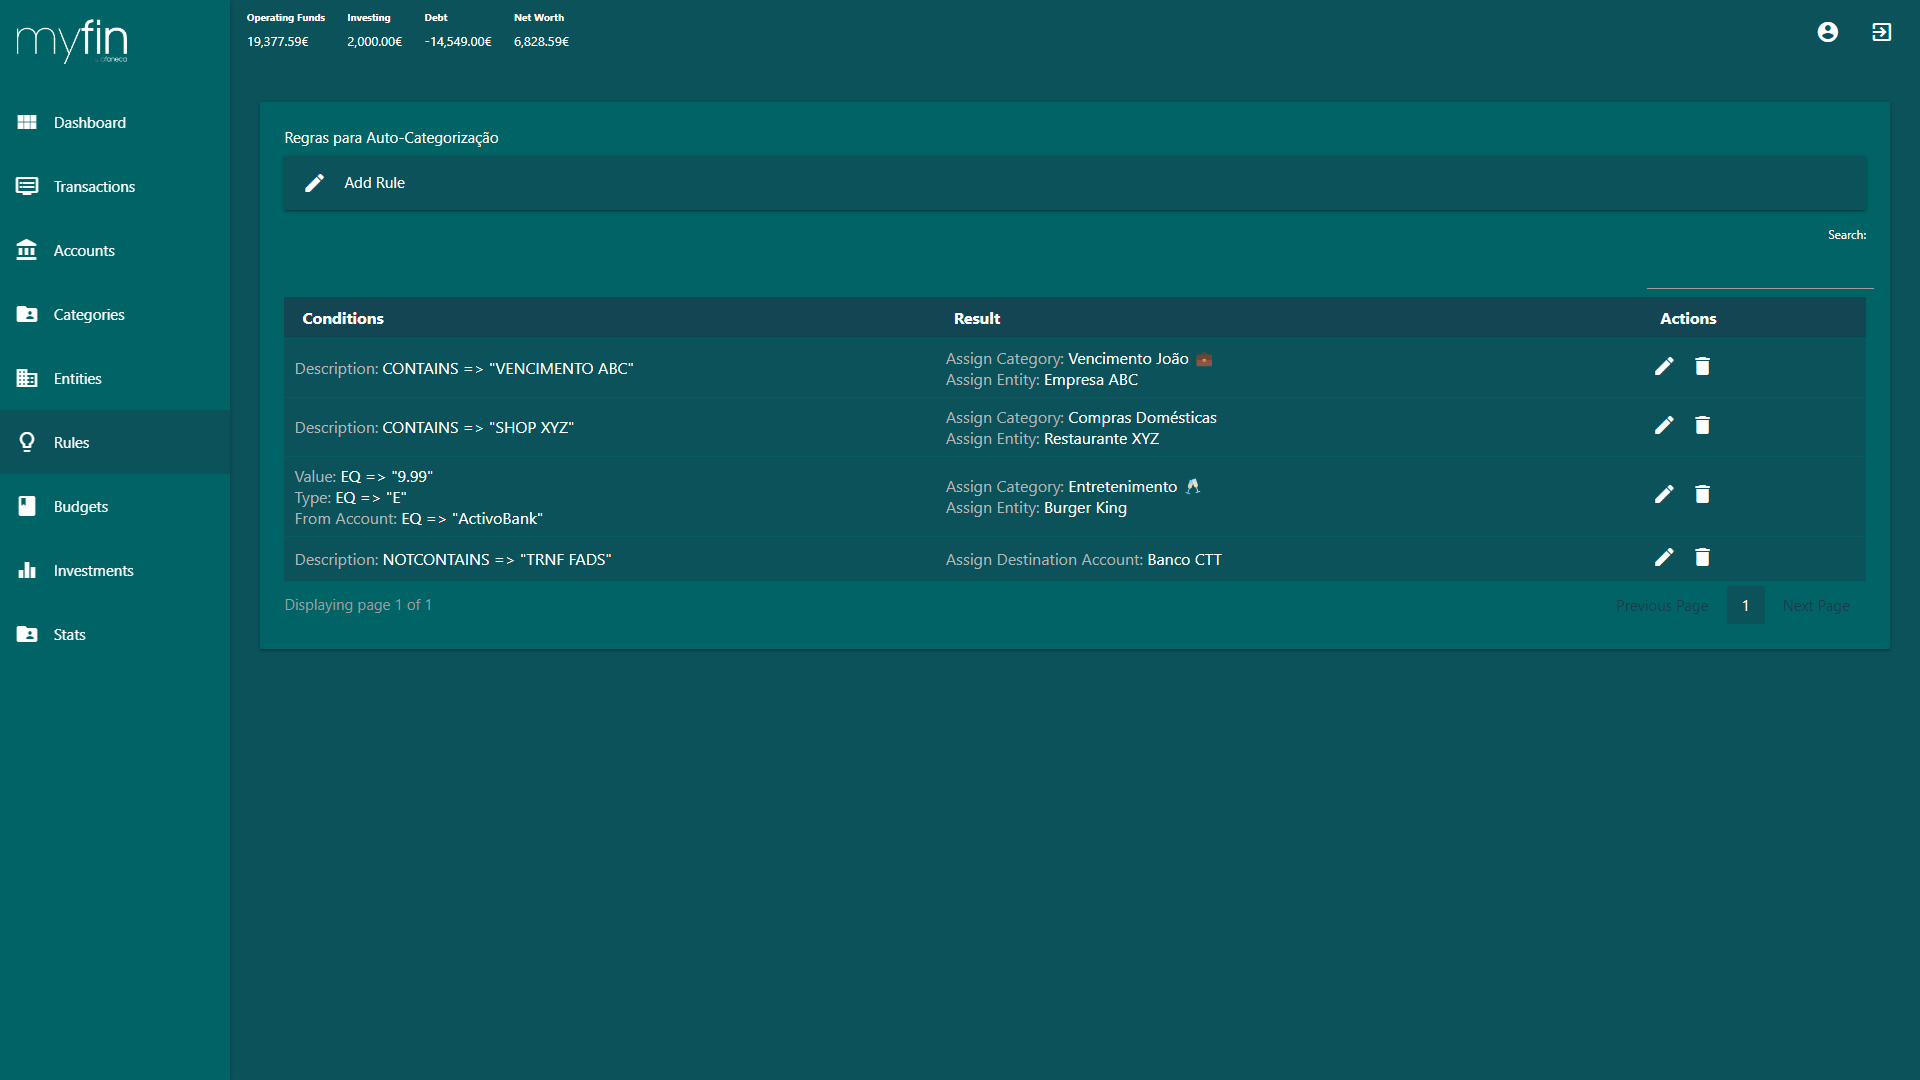 myfin
Operating Funds Investing Debt Net Worth
19,377.59€ 2,000.00€ -14,549.00€ 6,828.59€
Dashboard
Transactions
Accounts
Categories
Entities
Rules
Budgets
Investments
Stats
Regras para Auto-Categorização
Add Rule
Search:
Conditions Result Actions
Description: CONTAINS => "VENCIMENTO ABC"
Assign Category: Vencimento João 💼
Assign Entity: Empresa ABC
Description: CONTAINS => "SHOP XYZ"
Assign Category: Compras Domésticas
Assign Entity: Restaurante XYZ
Value: EQ => "9.99"
Type: EQ => "E"
From Account: EQ => "ActivoBank"
Assign Category: Entretenimento 🥂
Assign Entity: Burger King
Description: NOTCONTAINS => "TRNF FADS"
Assign Destination Account: Banco CTT
Displaying page 1 of 1
Previous Page 1 Next Page